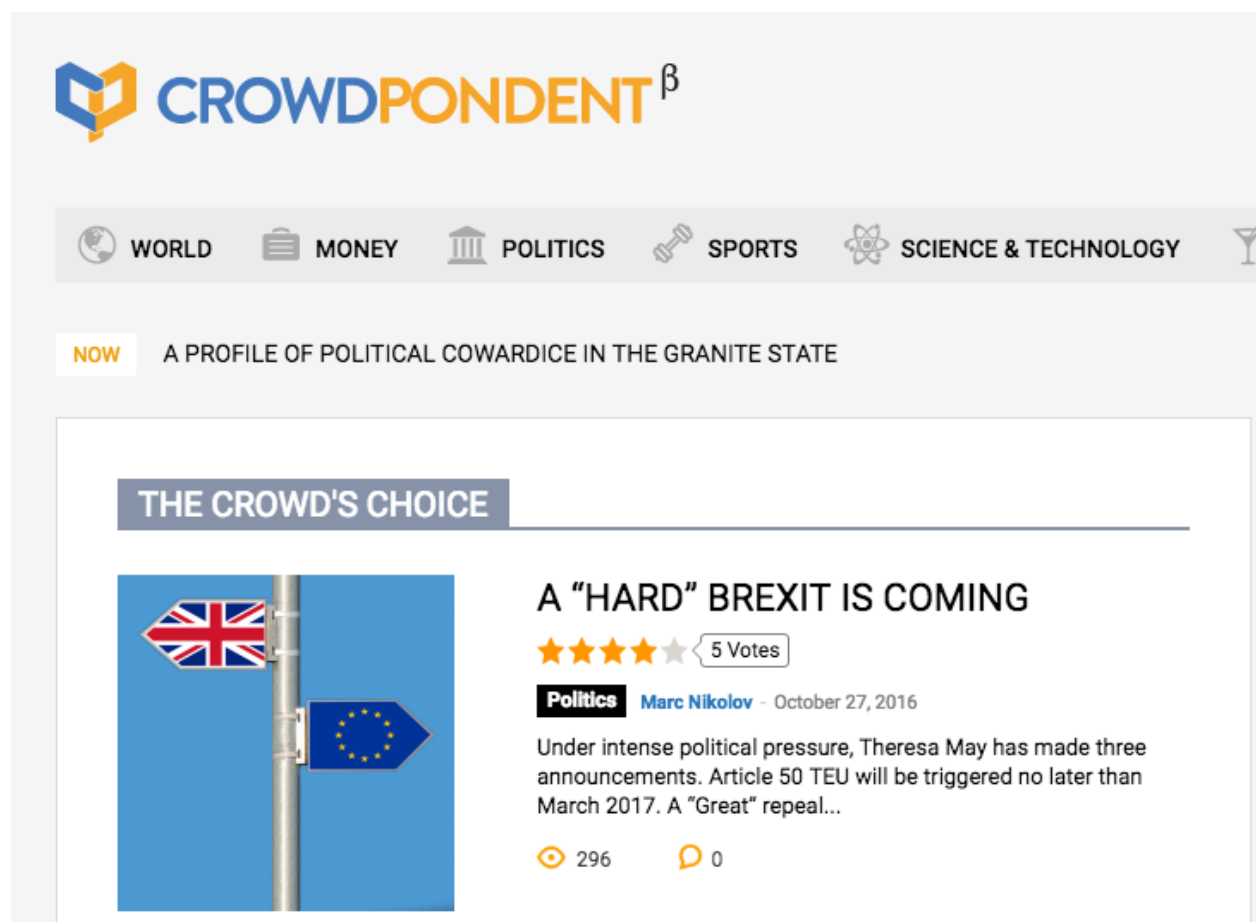 CROWDPONDENT β
WORLD MONEY POLITICS SPORTS SCIENCE & TECHNOLOGY
NOW A PROFILE OF POLITICAL COWARDICE IN THE GRANITE STATE
THE CROWD'S CHOICE
A “HARD” BREXIT IS COMING
5 Votes
Politics Marc Nikolov - October 27, 2016
Under intense political pressure, Theresa May has made three
announcements. Article 50 TEU will be triggered no later than
March 2017. A “Great” repeal...
296 0